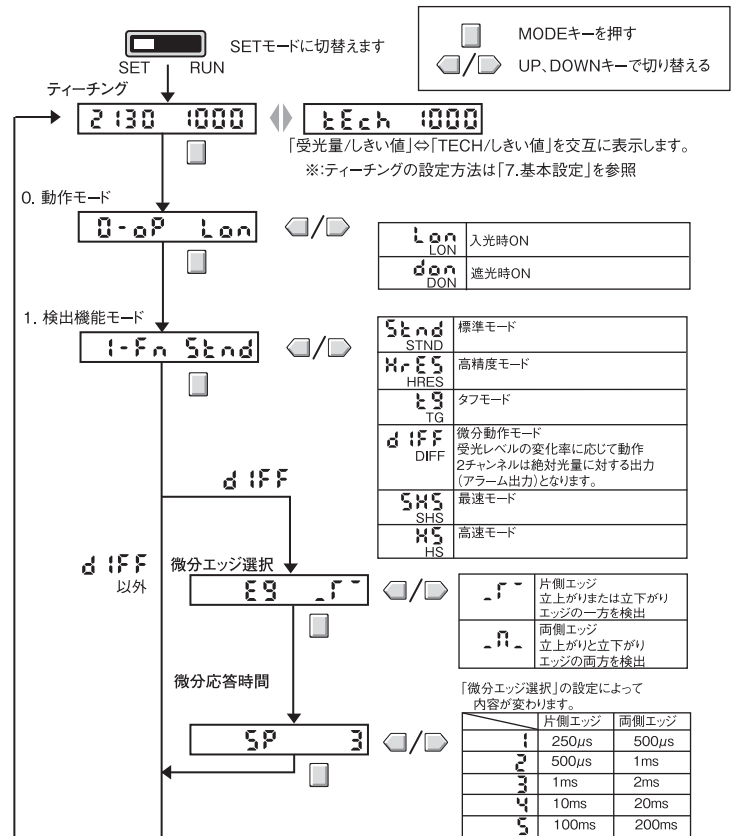 MODEキーを押す
UP、DOWNキーで切り替える
SETモードに切替えます
SET RUN
ティーチング
2130 1000
tEch 1000
「受光量/しきい値」⇔「TECH/しきい値」を交互に表示します。
※:ティーチングの設定方法は「7.基本設定」を参照
0. 動作モード
0-oP Lon
Lon
LON
入光時ON
don
DON
遮光時ON
1. 検出機能モード
1-Fn Stnd
Stnd
STND
標準モード
HrES
HRES
高精度モード
t9
TG
タフモード
dIFF
DIFF
微分動作モード
受光レベルの変化率に応じて動作
2チャンネルは絶対光量に対する出力
(アラーム出力)となります。
SHS
SHS
最速モード
HS
HS
高速モード
dIFF
dIFF
以外
微分エッジ選択
E9
片側エッジ
立上がりまたは立下がり
エッジの一方を検出
両側エッジ
立上がりと立下がり
エッジの両方を検出
微分応答時間
SP 3
「微分エッジ選択」の設定によって
内容が変わります。
片側エッジ 両側エッジ
1 250μs 500μs
2 500μs 1ms
3 1ms 2ms
4 10ms 20ms
5 100ms 200ms